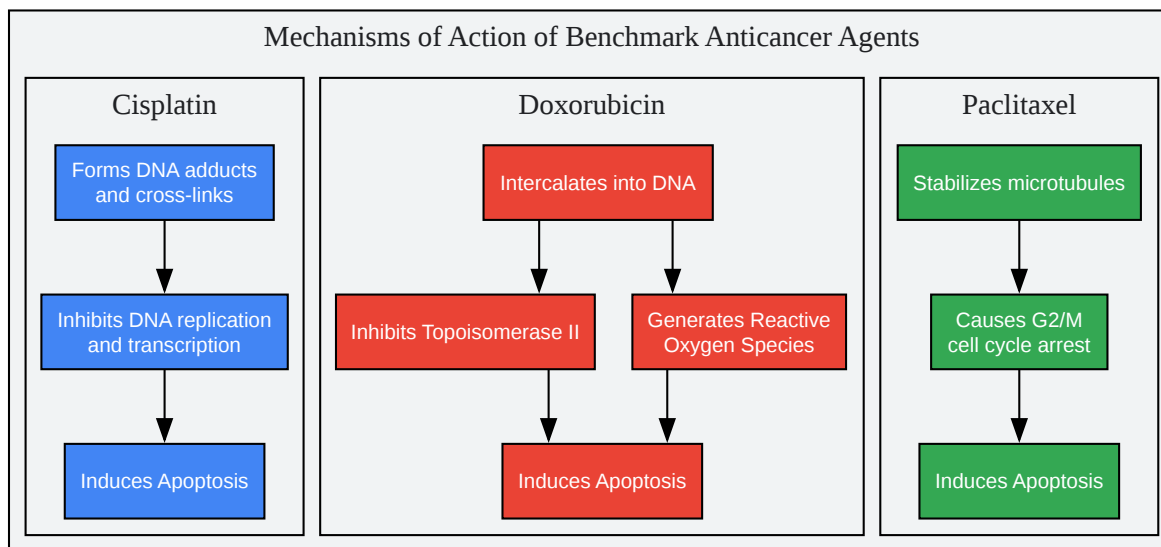 Mechanisms of Action of Benchmark Anticancer Agents
Cisplatin
Forms DNA adducts
and cross-links
Inhibits DNA replication
and transcription
Induces Apoptosis
Doxorubicin
Intercalates into DNA
Inhibits Topoisomerase II
Generates Reactive
Oxygen Species
Induces Apoptosis
Paclitaxel
Stabilizes microtubules
Causes G2/M
cell cycle arrest
Induces Apoptosis